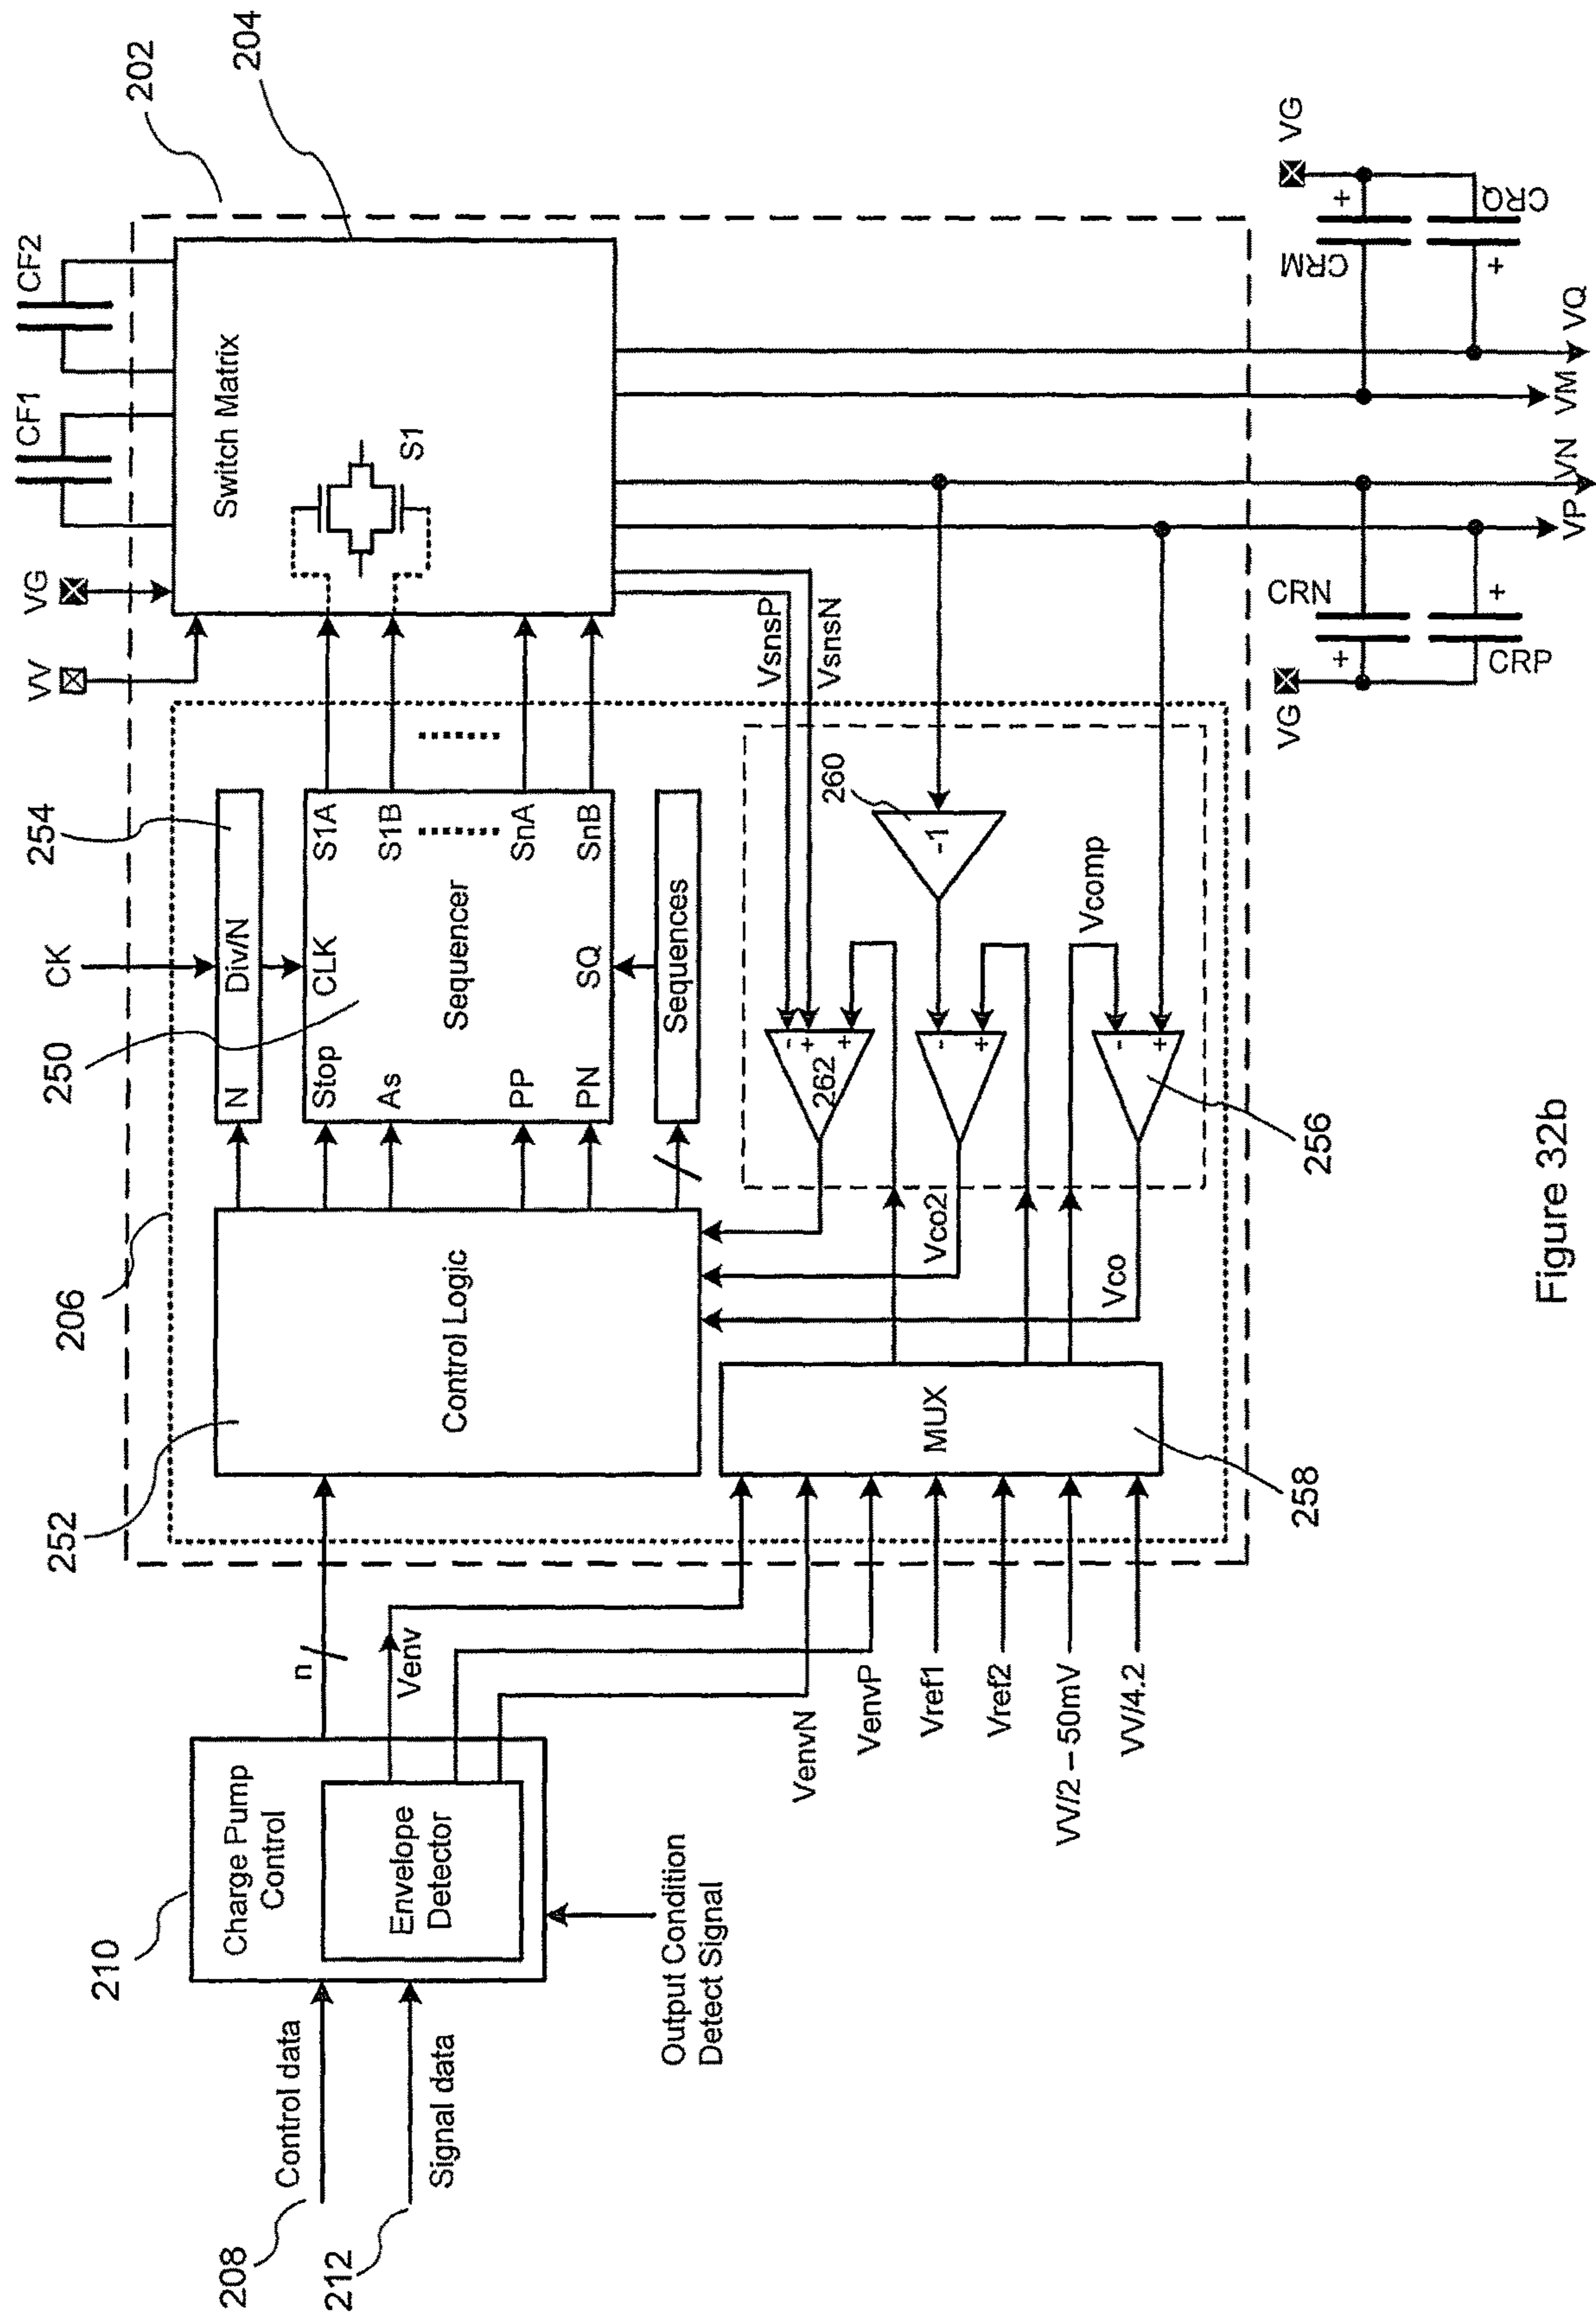 208
Control data
212
Signal data
210
Charge Pump
Control
Envelope
Detector
Output Condition
Detect Signal
n
Venv
VenvN
VenvP
Vref1
Vref2
VV/2 – 50mV
VV/4.2
252
206
Control Logic
MUX
258
250
254
CK
N
Div/N
Stop
CLK
S1A
As
S1B
Sequencer
PP
SnA
PN
SQ
SnB
Sequences
Vco2
Vco
262
-
+
+
-
+
-
+
256
260
-1
Vcomp
VsnsP
VsnsN
VV
VG
CF1
CF2
202
204
Switch Matrix
S1
VG
CRN
+
CRP
+
VG
CRM
+
CRQ
+
VP
VN
VM
VQ
Figure 32b